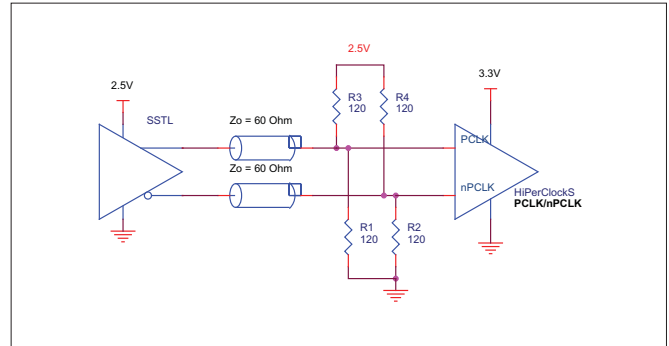 2.5V
3.3V
2.5V
SSTL
R3
120
R4
120
Zo = 60 Ohm
PCLK
Zo = 60 Ohm
nPCLK
HiPerClockS
PCLK/nPCLK
R1
120
R2
120